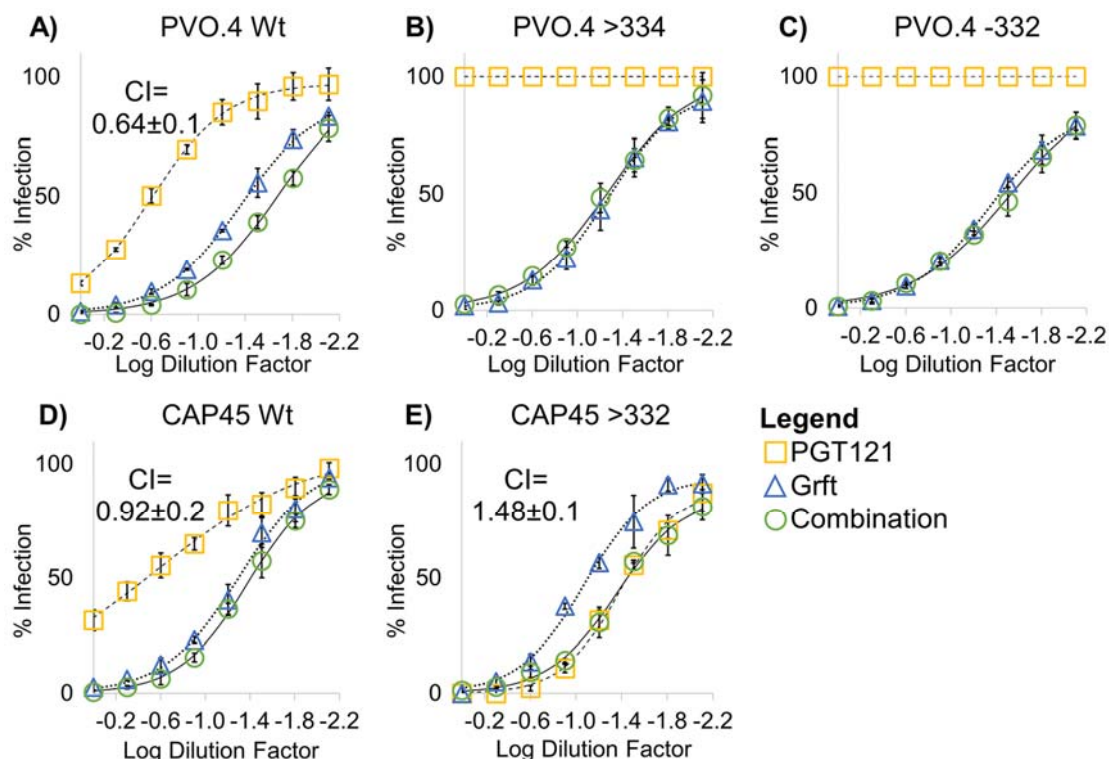 A) PVO.4 Wt
100
50
0
% Infection
CI=
0.64±0.1
-0.2 -0.6 -1.0 -1.4 -1.8 -2.2
Log Dilution Factor
B) PVO.4 >334
100
50
0
% Infection
-0.2 -0.6 -1.0 -1.4 -1.8 -2.2
Log Dilution Factor
C) PVO.4 -332
100
50
0
% Infection
-0.2 -0.6 -1.0 -1.4 -1.8 -2.2
Log Dilution Factor
D) CAP45 Wt
100
50
0
% Infection
CI=
0.92±0.2
-0.2 -0.6 -1.0 -1.4 -1.8 -2.2
Log Dilution Factor
E) CAP45 >332
100
50
0
% Infection
CI=
1.48±0.1
-0.2 -0.6 -1.0 -1.4 -1.8 -2.2
Log Dilution Factor
Legend
PGT121
Grft
Combination